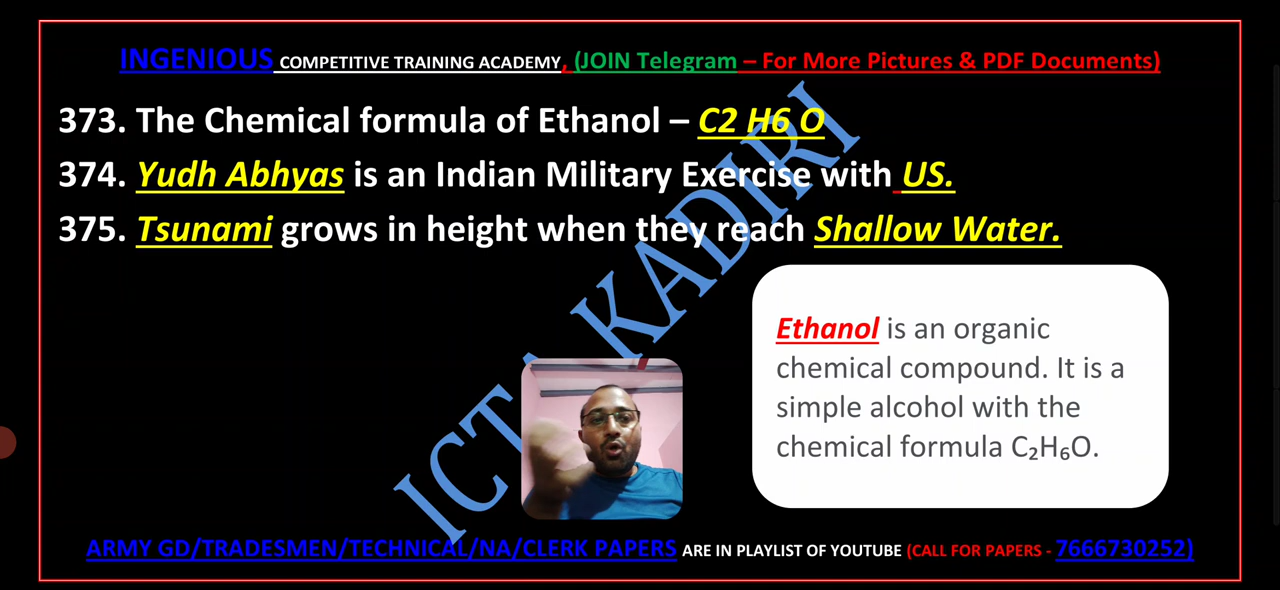 INGENIOUS COMPETITIVE TRAINING ACADEMY, (JOIN Telegram – For More Pictures & PDF Documents)
373. The Chemical formula of Ethanol – C2 H6 O
374. Yudh Abhyas is an Indian Military Exercise with US.
375. Tsunami grows in height when they reach Shallow Water.
ICTA KADIRI
Ethanol is an organic
chemical compound. It is a
simple alcohol with the
chemical formula C₂H₆O.
ARMY GD/TRADESMEN/TECHNICAL/NA/CLERK PAPERS ARE IN PLAYLIST OF YOUTUBE (CALL FOR PAPERS - 7666730252)